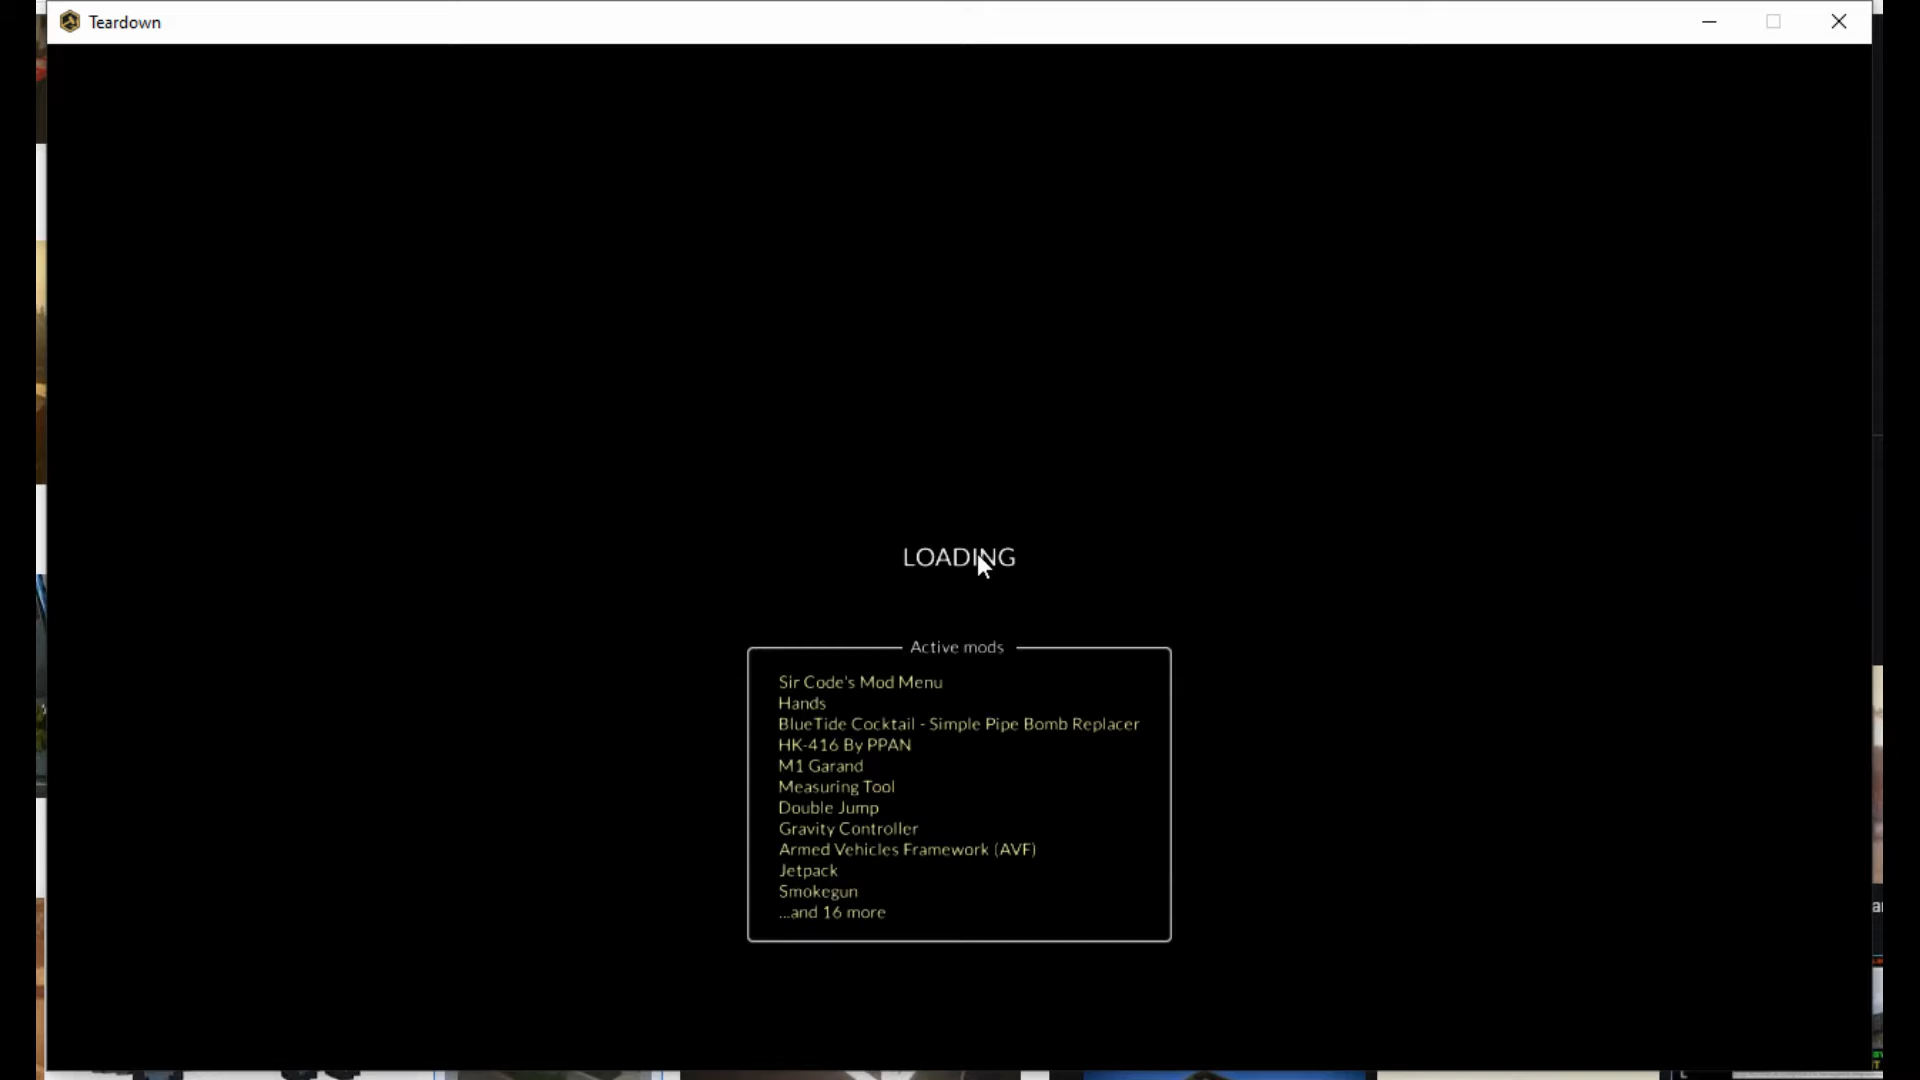 Teardown
LOADING
Active mods
Sir Code's Mod Menu
Hands
BlueTide Cocktail - Simple Pipe Bomb Replacer
HK-416 By PPAN
M1 Garand
Measuring Tool
Double Jump
Gravity Controller
Armed Vehicles Framework (AVF)
Jetpack
Smokegun
...and 16 more